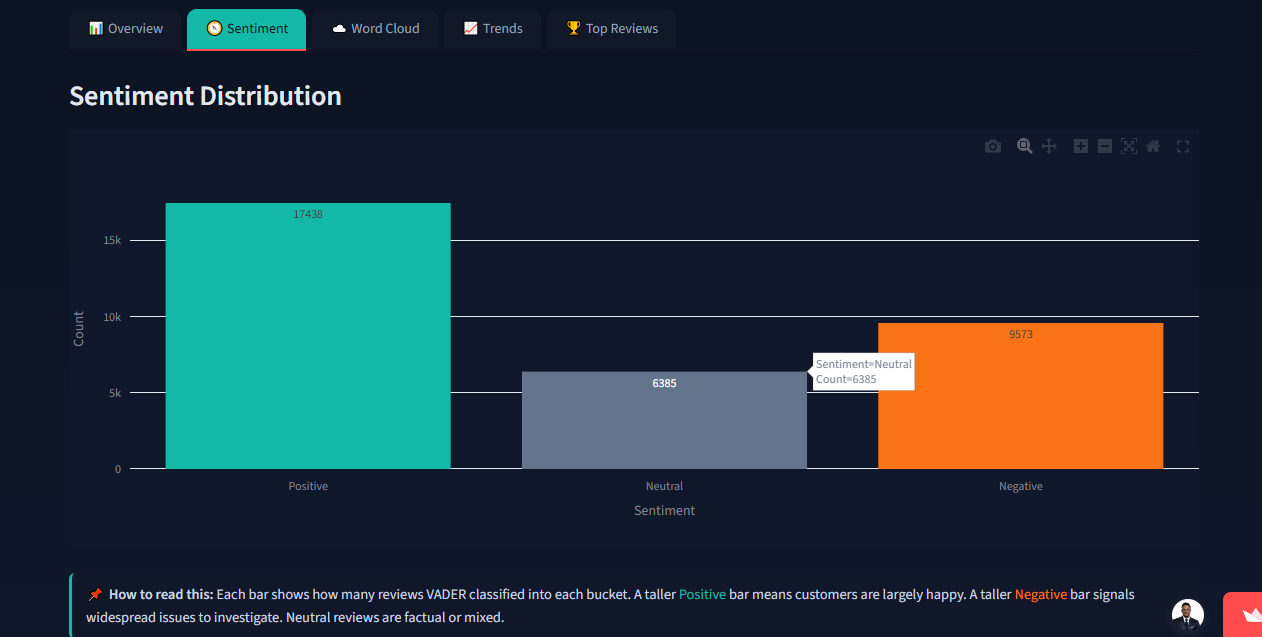 📊 Overview
🧭 Sentiment
☁️ Word Cloud
📈 Trends
🏆 Top Reviews
Sentiment Distribution
17438
15k
10k
Count
9573
Sentiment=Neutral
Count=6385
6385
5k
0
Positive
Neutral
Negative
Sentiment
📌 How to read this: Each bar shows how many reviews VADER classified into each bucket. A taller Positive bar means customers are largely happy. A taller Negative bar signals
widespread issues to investigate. Neutral reviews are factual or mixed.